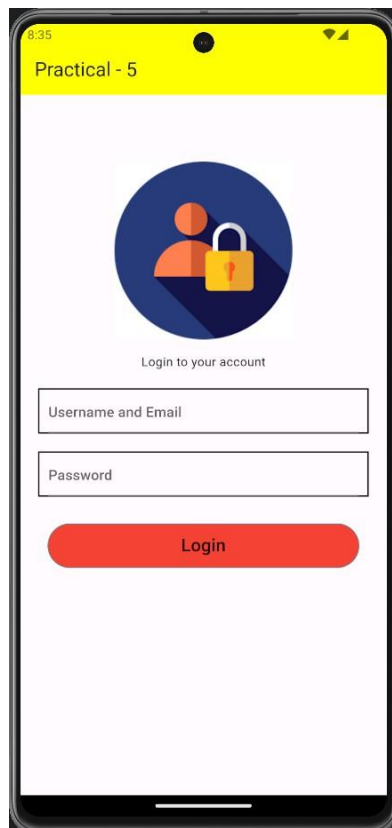 8:35
Practical - 5
Login to your account
Username and Email
Password
Login